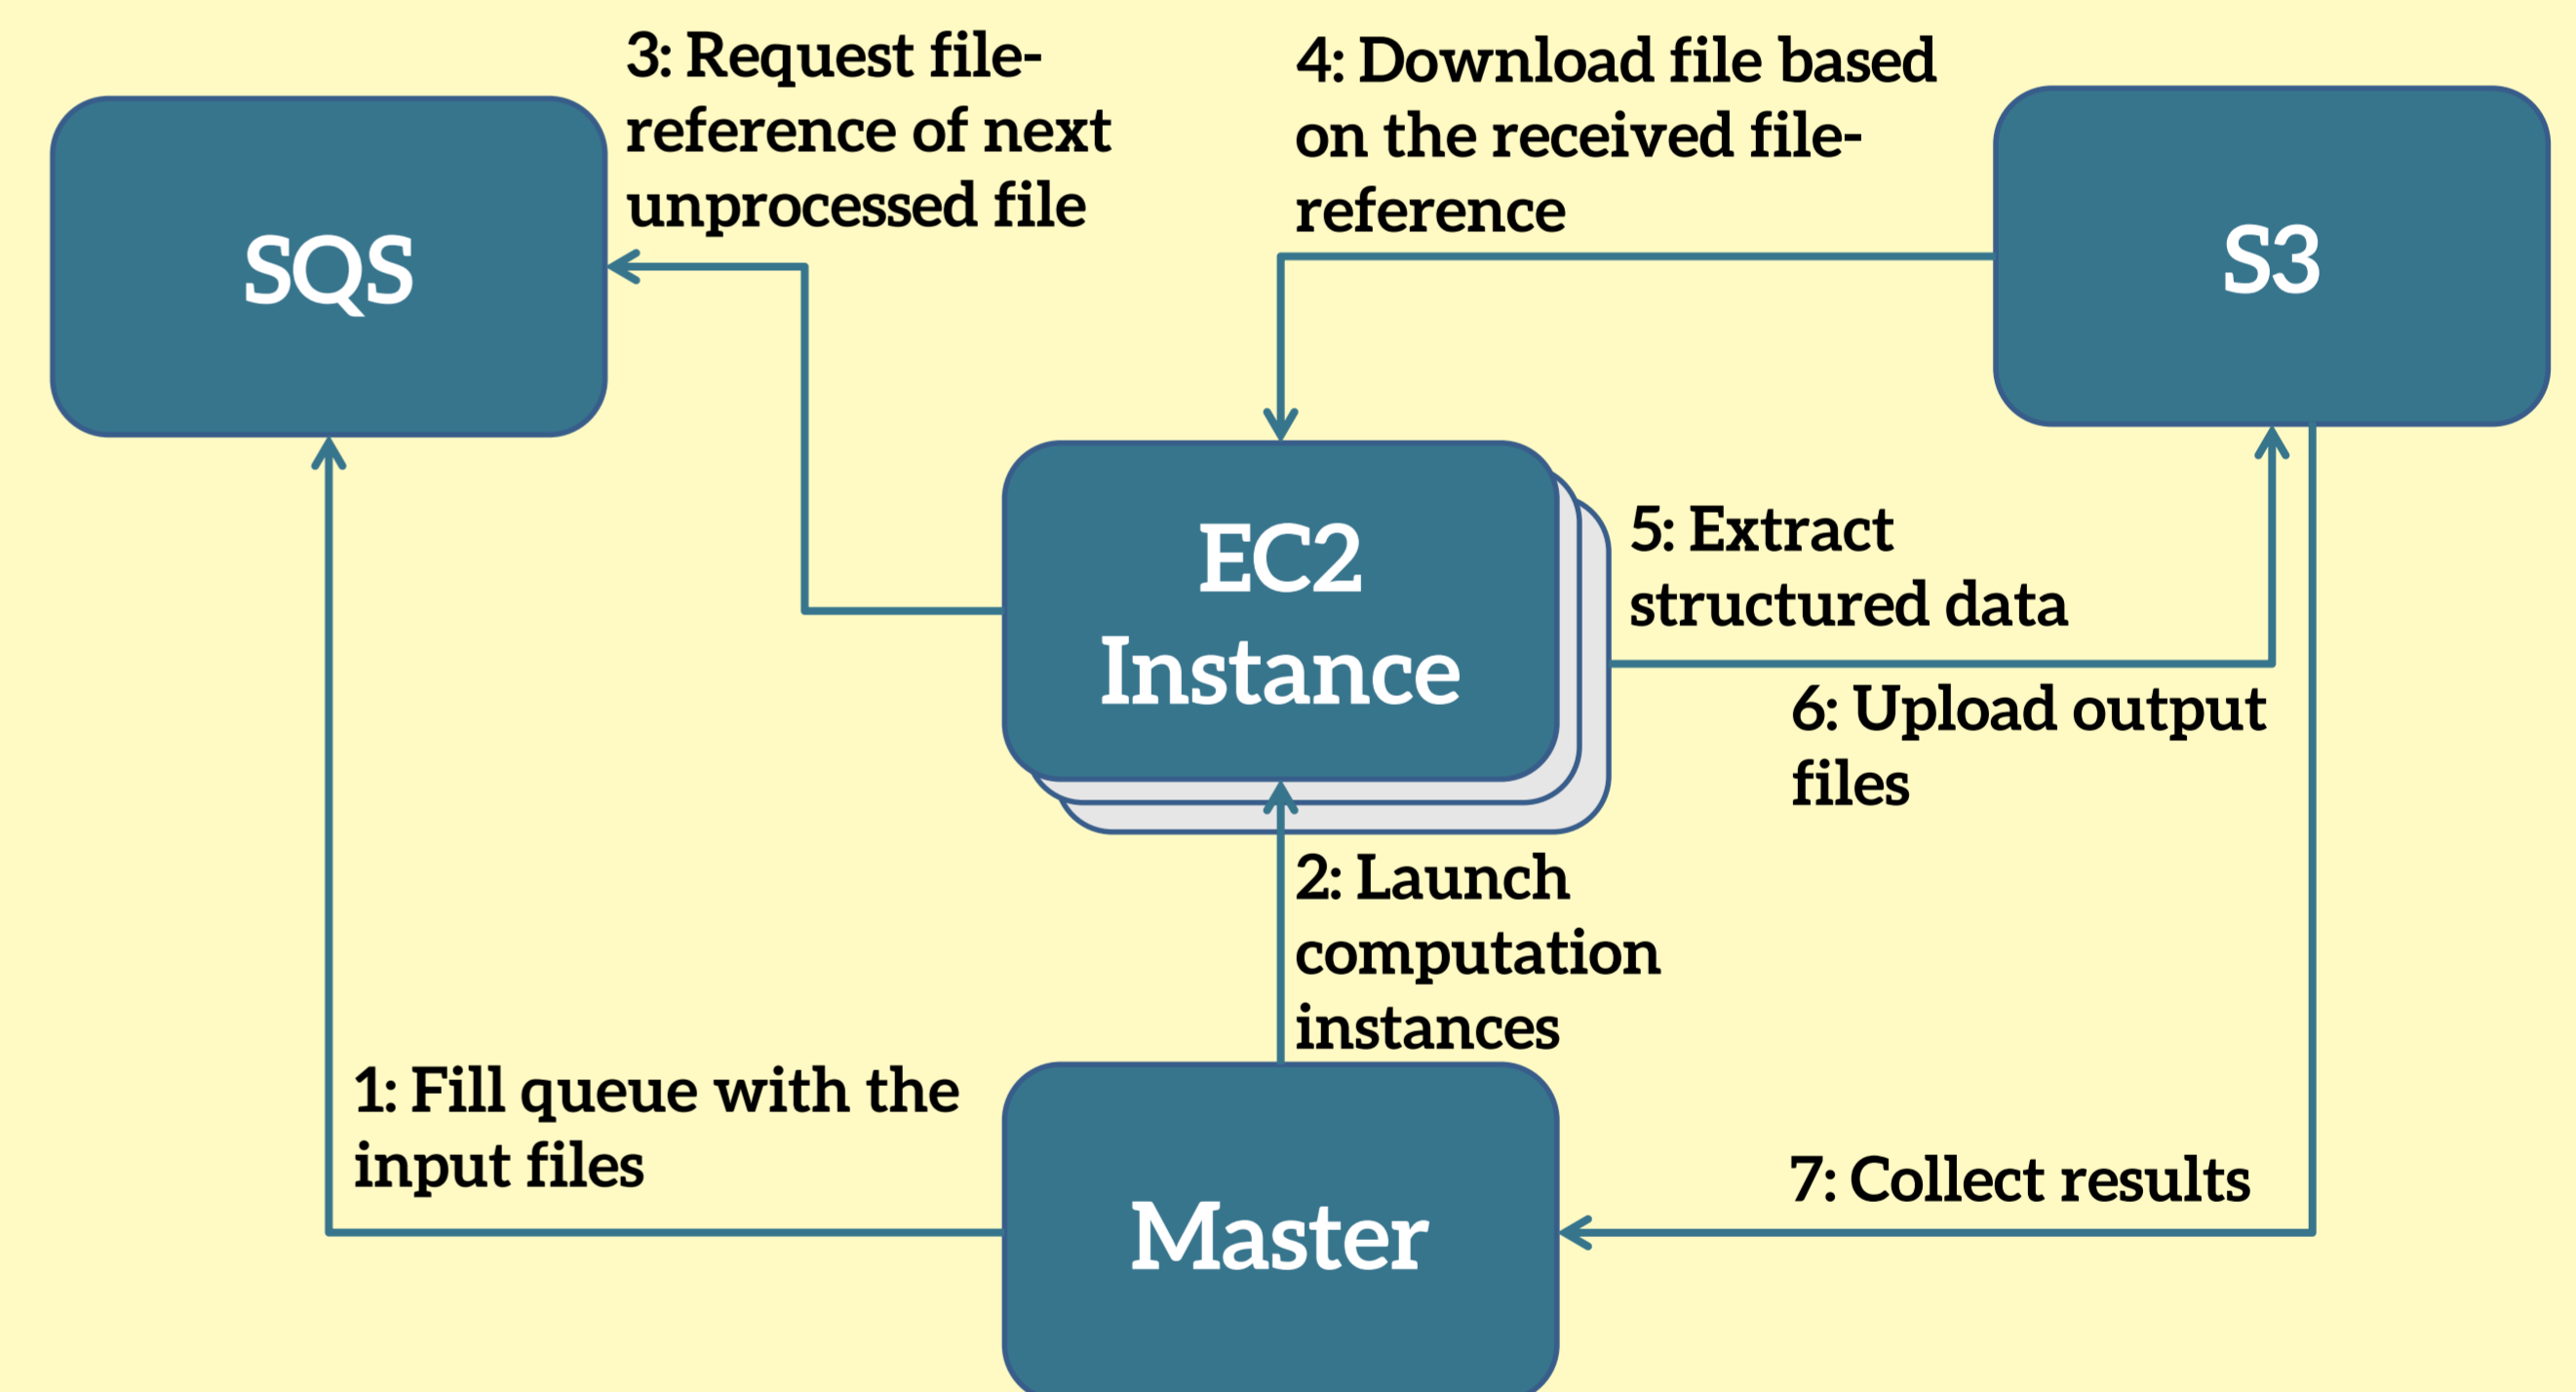 3: Request file-
reference of next
unprocessed file
4: Download file based
on the received file-
reference
SQS
S3
EC2
Instance
5: Extract
structured data
6: Upload output
files
2: Launch
computation
instances
1: Fill queue with the
input files
7: Collect results
Master